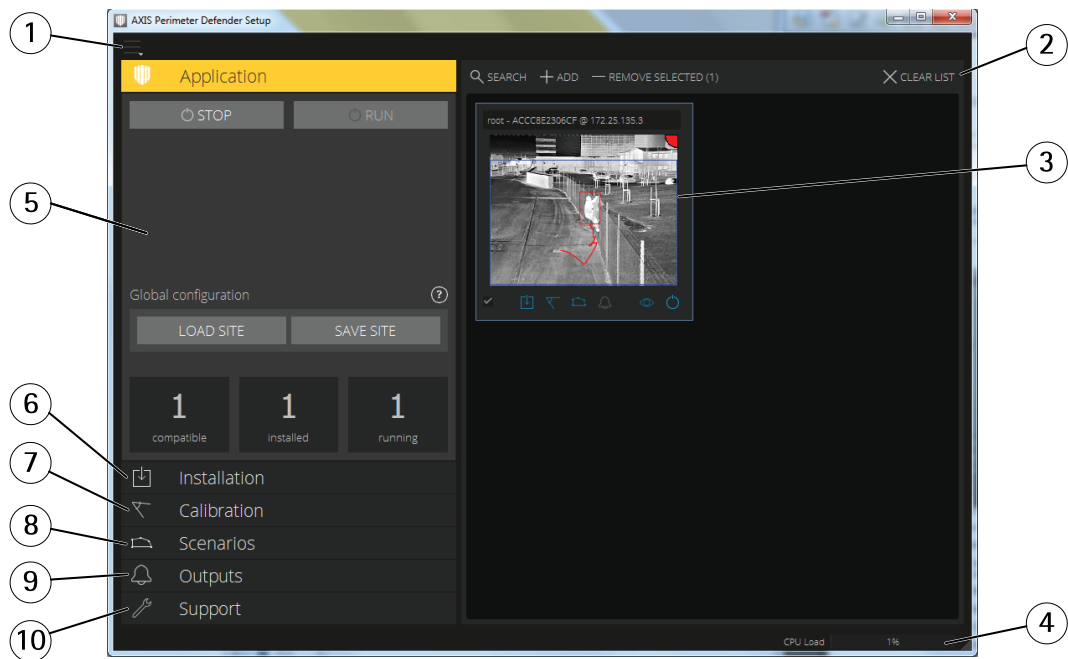 AXIS Perimeter Defender Setup
1
2
Application
SEARCH ADD REMOVE SELECTED (1) CLEAR LIST
STOP RUN
root - ACCC8E2306CF @ 172.25.135.3
3
5
Global configuration ?
LOAD SITE SAVE SITE
1 1 1
compatible installed running
6
Installation
7
Calibration
8
Scenarios
9
Outputs
10
Support
4
CPU Load 1%